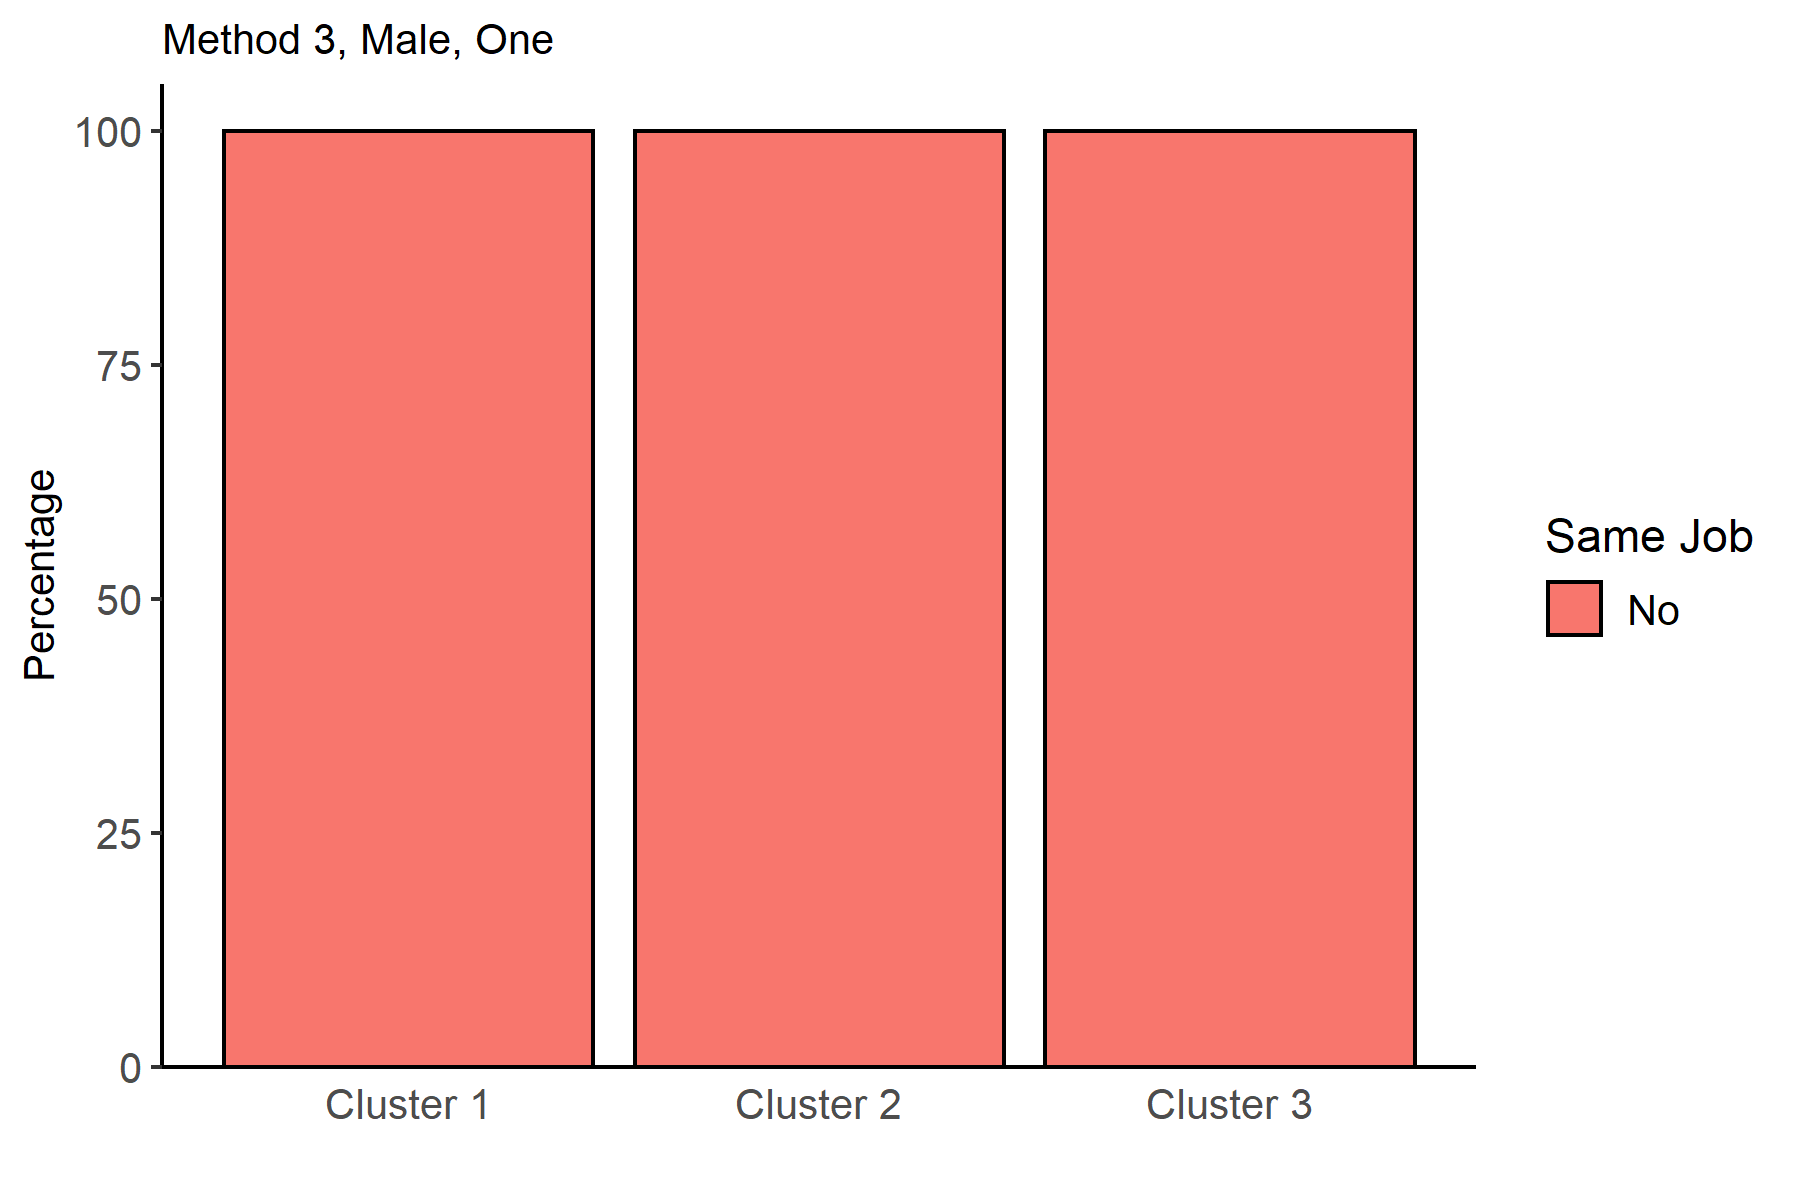 Method 3, Male, One
100
75
50
25
0
Percentage
Cluster 1
Cluster 2
Cluster 3
Same Job
No